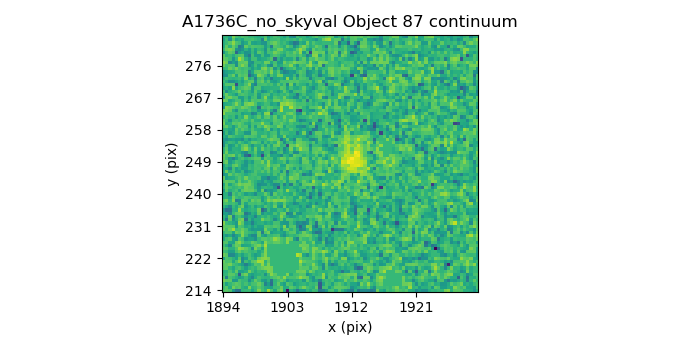 A1736C_no_skyval Object 87 continuum
276
267
258
249
240
231
222
214
y (pix)
1894 1903 1912 1921
x (pix)